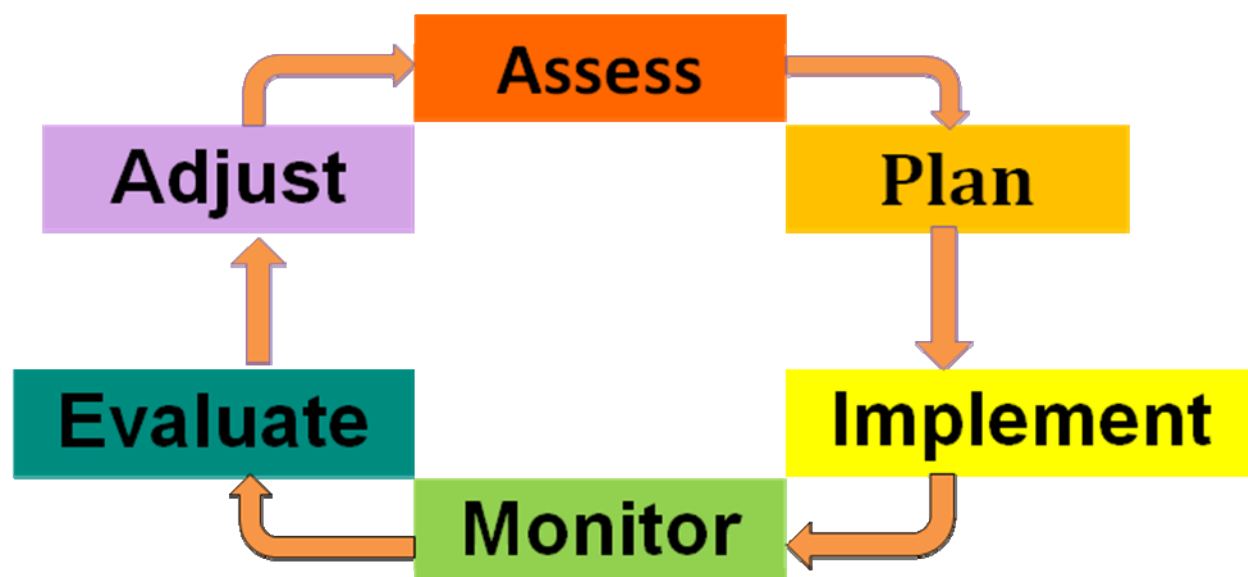 Assess
Plan
Implement
Monitor
Evaluate
Adjust